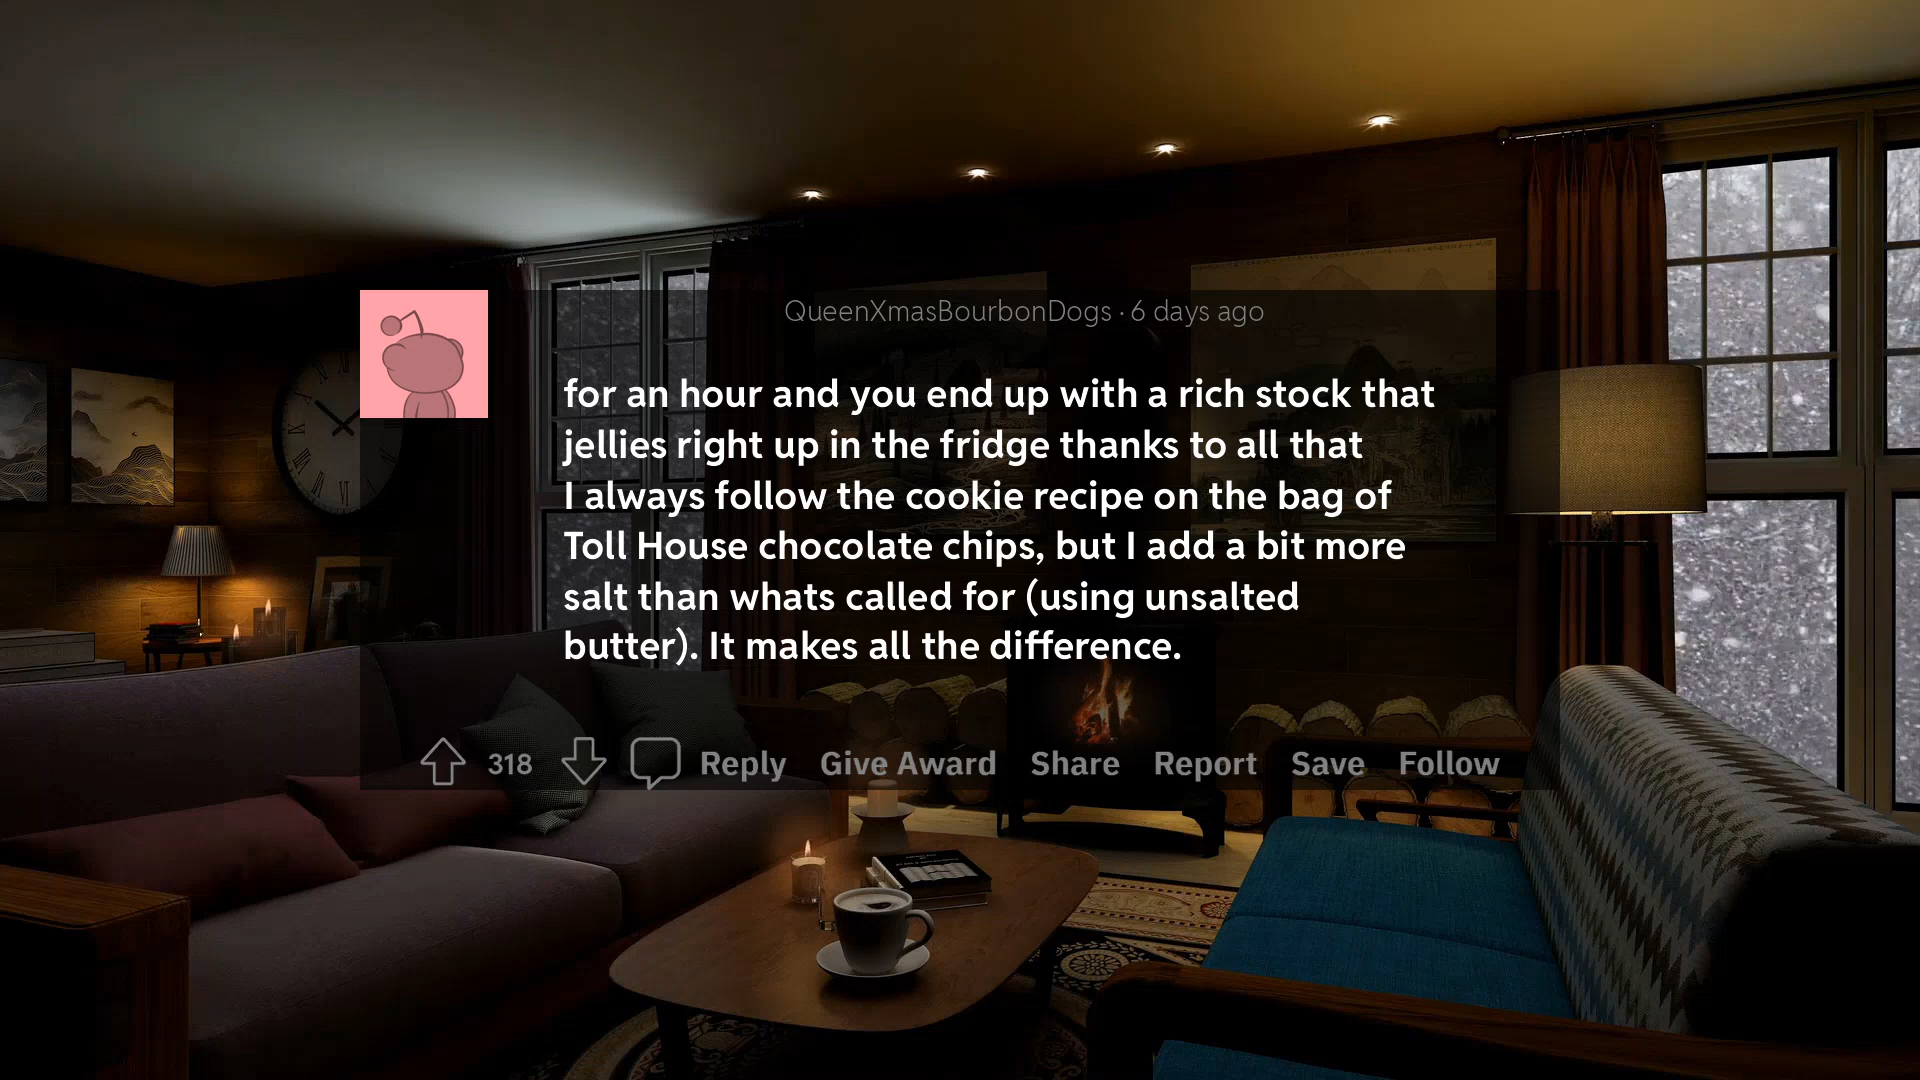 QueenXmasBourbonDogs · 6 days ago
for an hour and you end up with a rich stock that
jellies right up in the fridge thanks to all that
I always follow the cookie recipe on the bag of
Toll House chocolate chips, but I add a bit more
salt than whats called for (using unsalted
butter). It makes all the difference.
318 Reply Give Award Share Report Save Follow